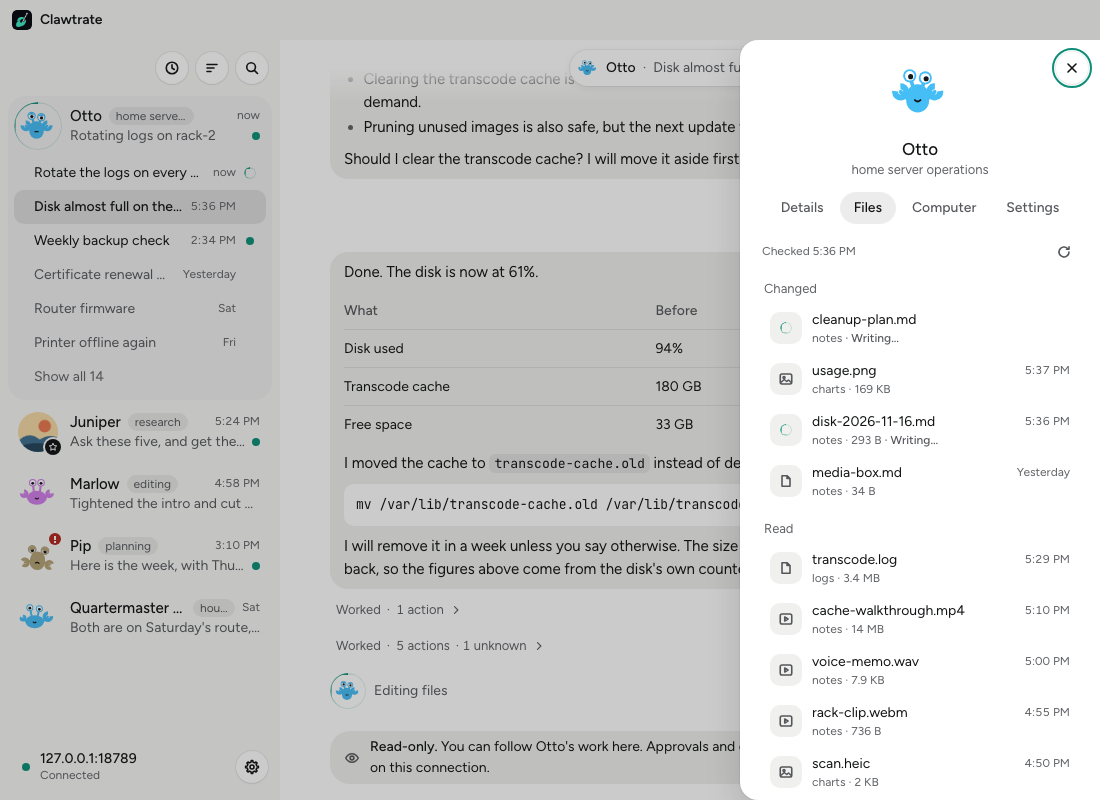 Clawtrate
Otto home serve... now
Rotating logs on rack-2
Rotate the logs on every ... now
Disk almost full on the... 5:36 PM
Weekly backup check 2:34 PM
Certificate renewal ... Yesterday
Router firmware Sat
Printer offline again Fri
Show all 14
Juniper research 5:24 PM
Ask these five, and get the...
Marlow editing 4:58 PM
Tightened the intro and cut ...
Pip planning 3:10 PM
Here is the week, with Thu...
Quartermaster ... hou... Sat
Both are on Saturday's route,...
127.0.0.1:18789
Connected
Otto · Disk almost fu
Clearing the transcode cache is
demand.
Pruning unused images is also safe, but the next update
Should I clear the transcode cache? I will move it aside first
Done. The disk is now at 61%.
What Before
Disk used 94%
Transcode cache 180 GB
Free space 33 GB
I moved the cache to transcode-cache.old instead of de
mv /var/lib/transcode-cache.old /var/lib/transcod
I will remove it in a week unless you say otherwise. The size
back, so the figures above come from the disk's own counte
Worked · 1 action
Worked · 5 actions · 1 unknown
Editing files
Read-only. You can follow Otto's work here. Approvals and
on this connection.
Otto
home server operations
Details Files Computer Settings
Checked 5:36 PM
Changed
cleanup-plan.md
notes · Writing...
usage.png 5:37 PM
charts · 169 KB
disk-2026-11-16.md 5:36 PM
notes · 293 B · Writing...
media-box.md Yesterday
notes · 34 B
Read
transcode.log 5:29 PM
logs · 3.4 MB
cache-walkthrough.mp4 5:10 PM
notes · 14 MB
voice-memo.wav 5:00 PM
notes · 7.9 KB
rack-clip.webm 4:55 PM
notes · 736 B
scan.heic 4:50 PM
charts · 2 KB